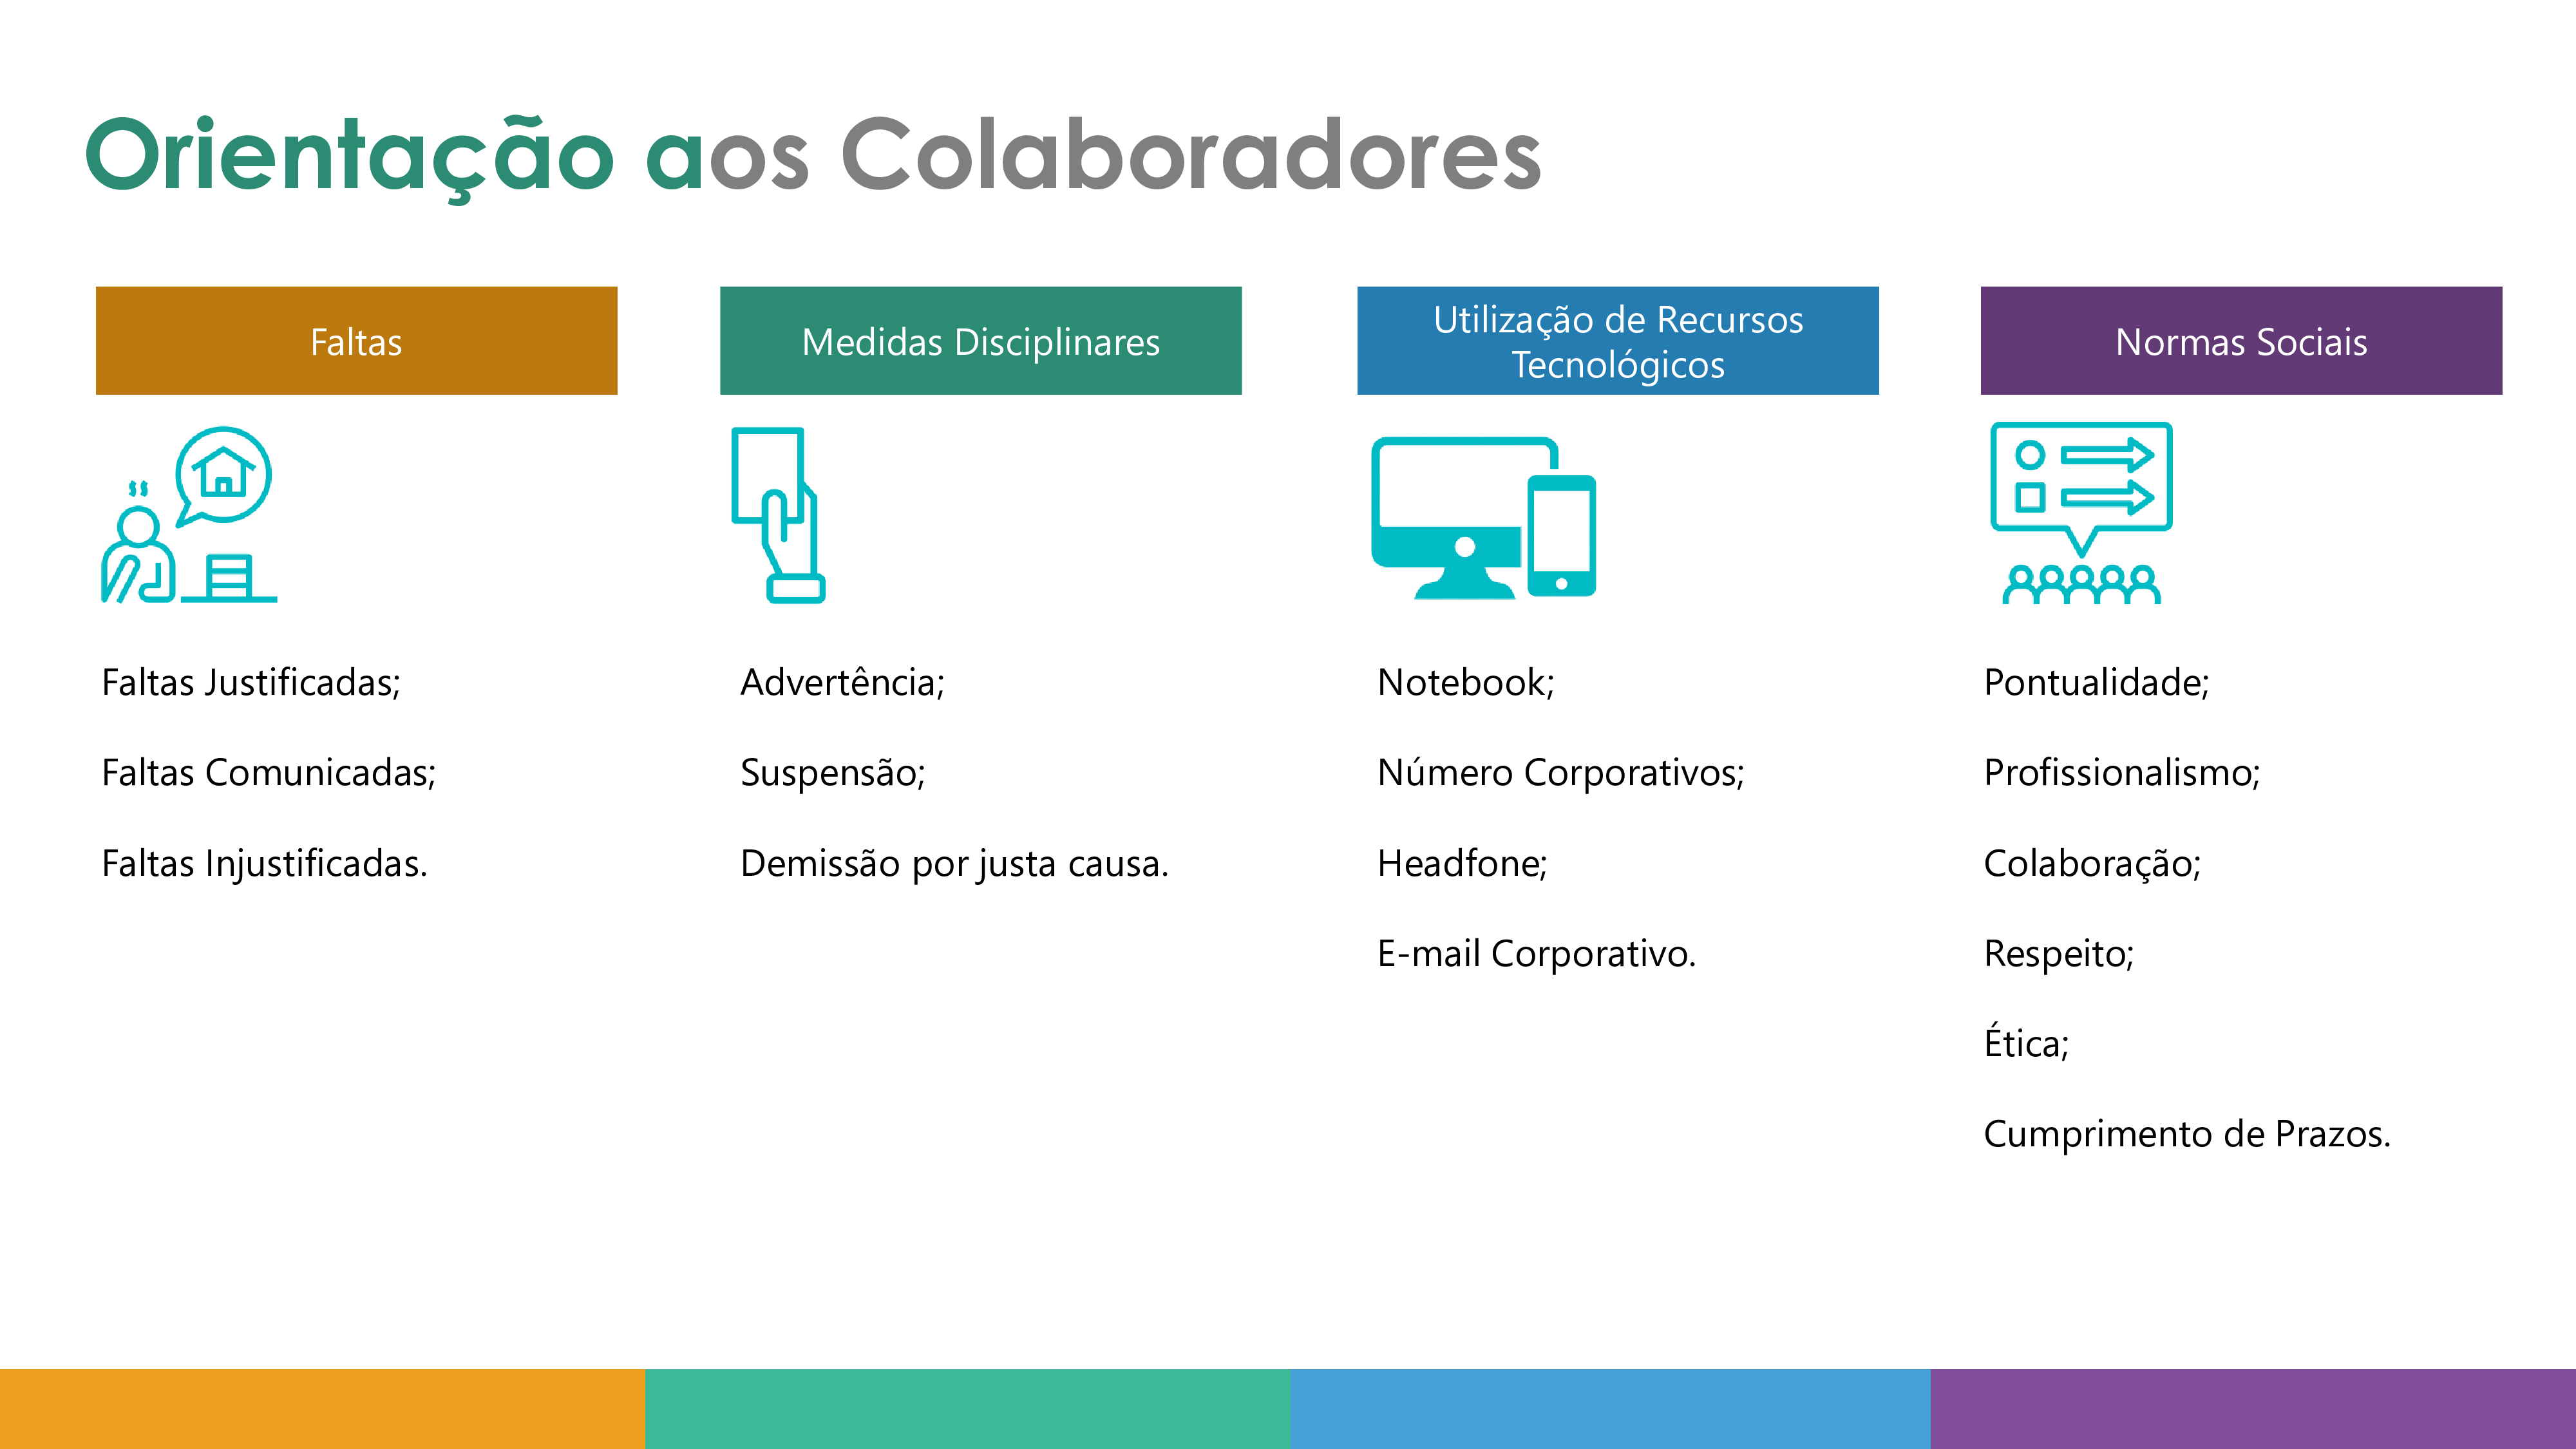 Orientação aos Colaboradores
Faltas
Faltas Justificadas;
Faltas Comunicadas;
Faltas Injustificadas.
Medidas Disciplinares
Advertência;
Suspensão;
Demissão por justa causa.
Utilização de Recursos
Tecnológicos
Notebook;
Número Corporativos;
Headfone;
E-mail Corporativo.
Normas Sociais
Pontualidade;
Profissionalismo;
Colaboração;
Respeito;
Ética;
Cumprimento de Prazos.